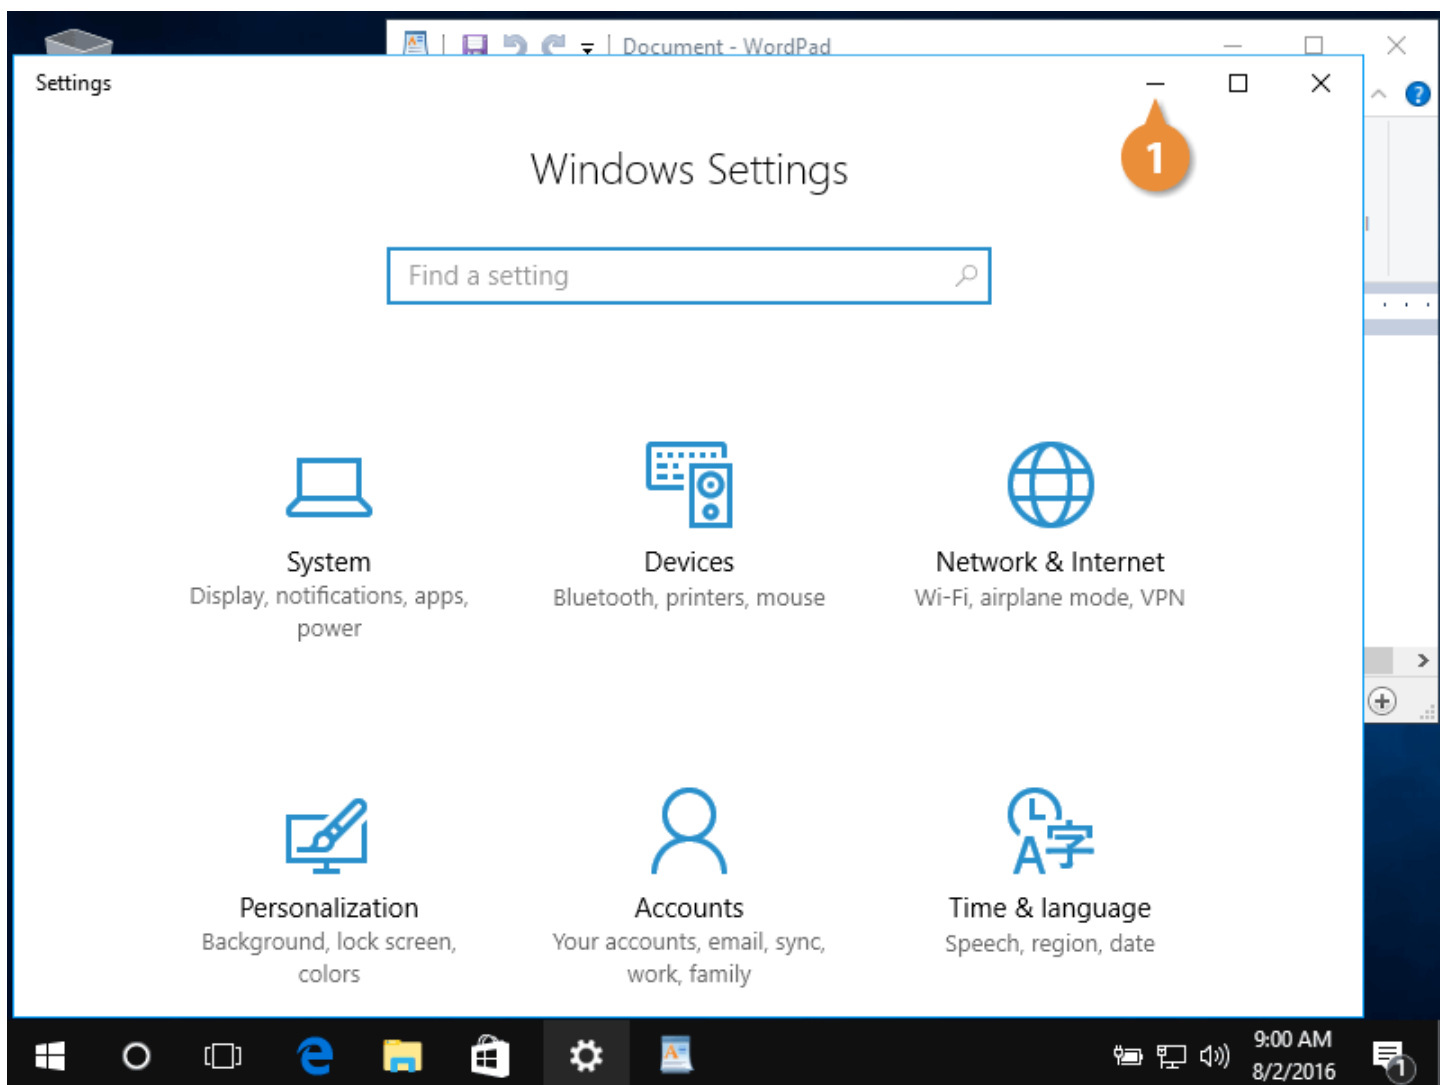 Document - WordPad
Settings
1
Windows Settings
Find a setting
System
Display, notifications, apps,
power
Devices
Bluetooth, printers, mouse
Network & Internet
Wi-Fi, airplane mode, VPN
Personalization
Background, lock screen,
colors
Accounts
Your accounts, email, sync,
work, family
字
A
Time & language
Speech, region, date
9:00 AM
8/2/2016
1